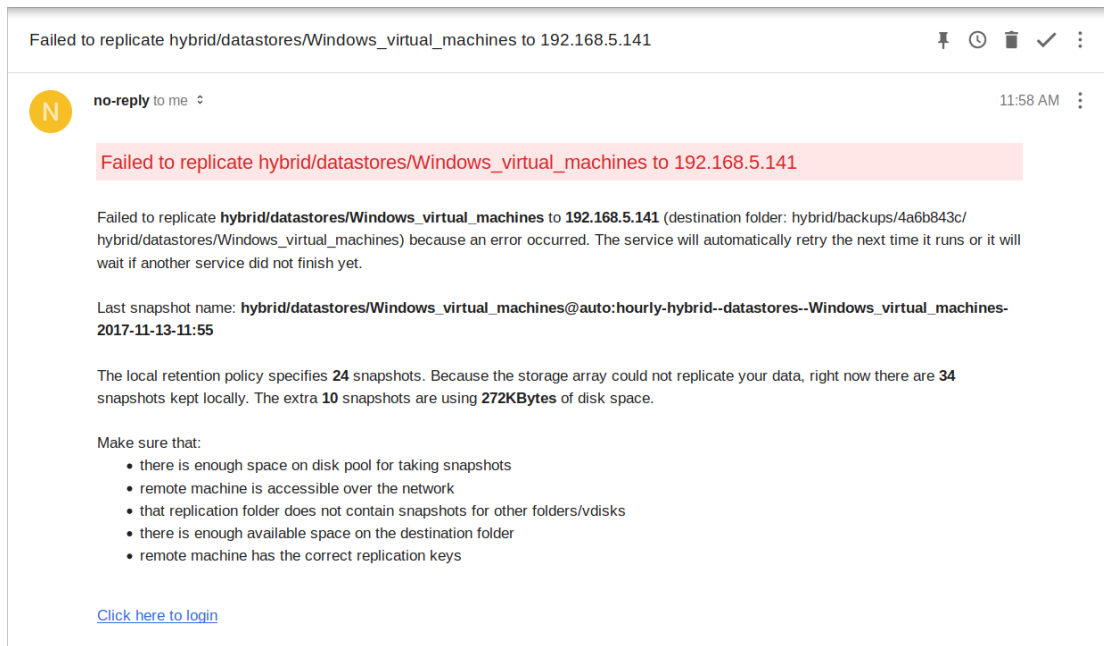 Failed to replicate hybrid/datastores/Windows_virtual_machines to 192.168.5.141
N
no-reply to me
11:58 AM
Failed to replicate hybrid/datastores/Windows_virtual_machines to 192.168.5.141
Failed to replicate hybrid/datastores/Windows_virtual_machines to 192.168.5.141 (destination folder: hybrid/backups/4a6b843c/
hybrid/datastores/Windows_virtual_machines) because an error occurred. The service will automatically retry the next time it runs or it will
wait if another service did not finish yet.
Last snapshot name: hybrid/datastores/Windows_virtual_machines@auto:hourly-hybrid--datastores--Windows_virtual_machines-
2017-11-13-11:55
The local retention policy specifies 24 snapshots. Because the storage array could not replicate your data, right now there are 34
snapshots kept locally. The extra 10 snapshots are using 272KBytes of disk space.
Make sure that:
• there is enough space on disk pool for taking snapshots
• remote machine is accessible over the network
• that replication folder does not contain snapshots for other folders/vdisks
• there is enough available space on the destination folder
• remote machine has the correct replication keys
Click here to login